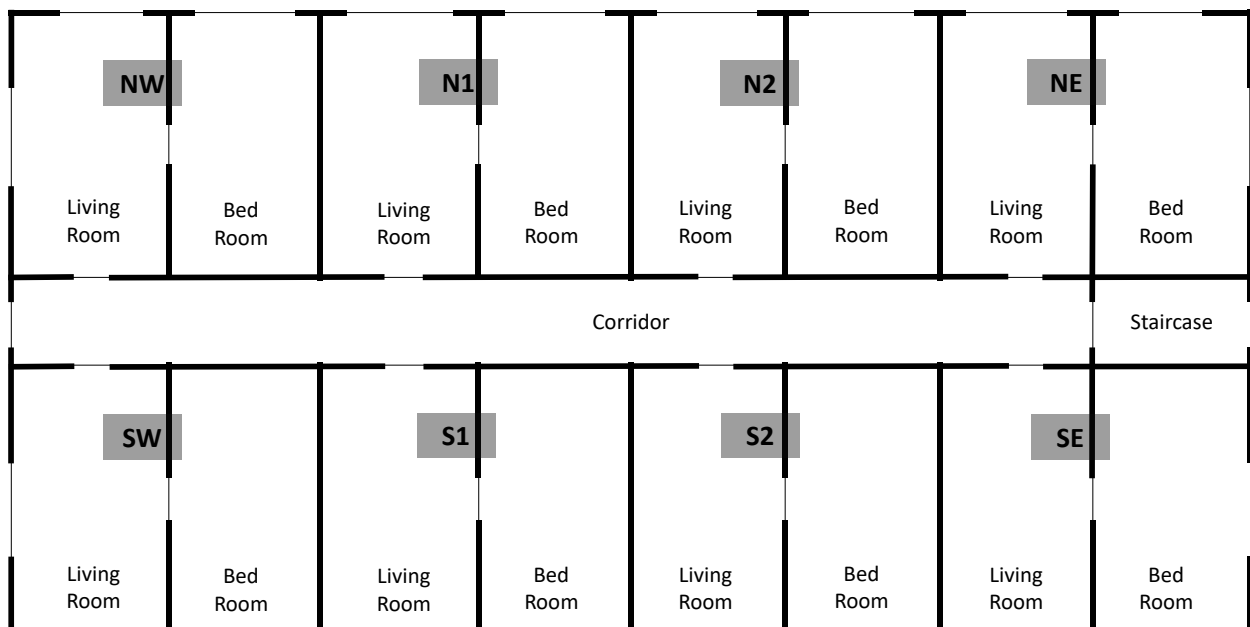 NW N1 N2 NE
Living Bed Living Bed Living Bed Living Bed
Room Room Room Room Room Room Room Room
Corridor Staircase
SW S1 S2 SE
Living Bed Living Bed Living Bed Living Bed
Room Room Room Room Room Room Room Room